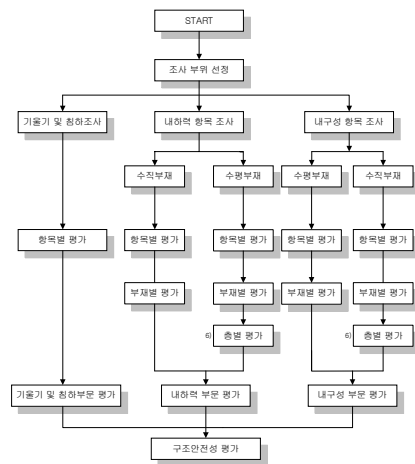 START
조사 부위 선정
기울기 및 침하조사
내하력 항목 조사
내구성 항목 조사
수직부재
수평부재
수평부재
수직부재
항목별 평가
항목별 평가
항목별 평가
항목별 평가
항목별 평가
부재별 평가
부재별 평가
부재별 평가
부재별 평가
6) 층별 평가
6) 층별 평가
기울기 및 침하부문 평가
내하력 부문 평가
내구성 부문 평가
구조안전성 평가